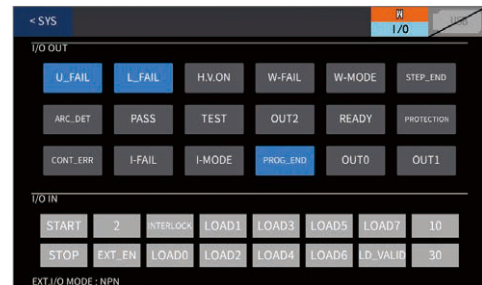 < SYS
I/O
USB
I/O OUT
U_FAIL L_FAIL H.V.ON W-FAIL W-MODE STEP_END
ARC_DET PASS TEST OUT2 READY PROTECTION
CONT_ERR I-FAIL I-MODE PROG_END OUT0 OUT1
I/O IN
START 2 INTERLOCK LOAD1 LOAD3 LOAD5 LOAD7 10
STOP EXT_EN LOAD0 LOAD2 LOAD4 LOAD6 LD_VALID 30
EXT.I/O MODE : NPN